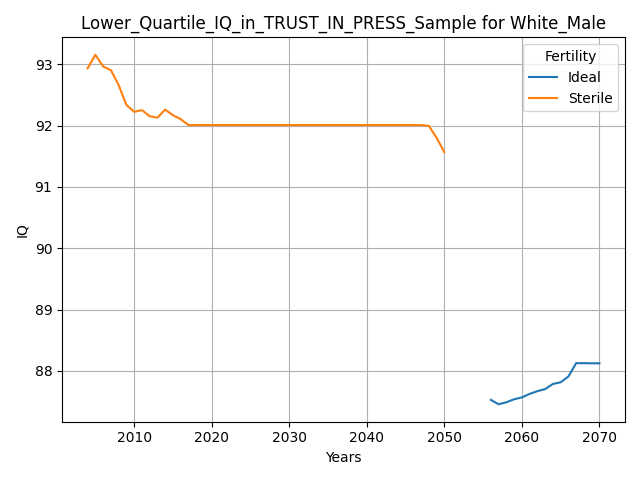 Lower_Quartile_IQ_in_TRUST_IN_PRESS_Sample for White_Male
Fertility
Ideal
Sterile
93
92
91
90
89
88
IQ
2010 2020 2030 2040 2050 2060 2070
Years